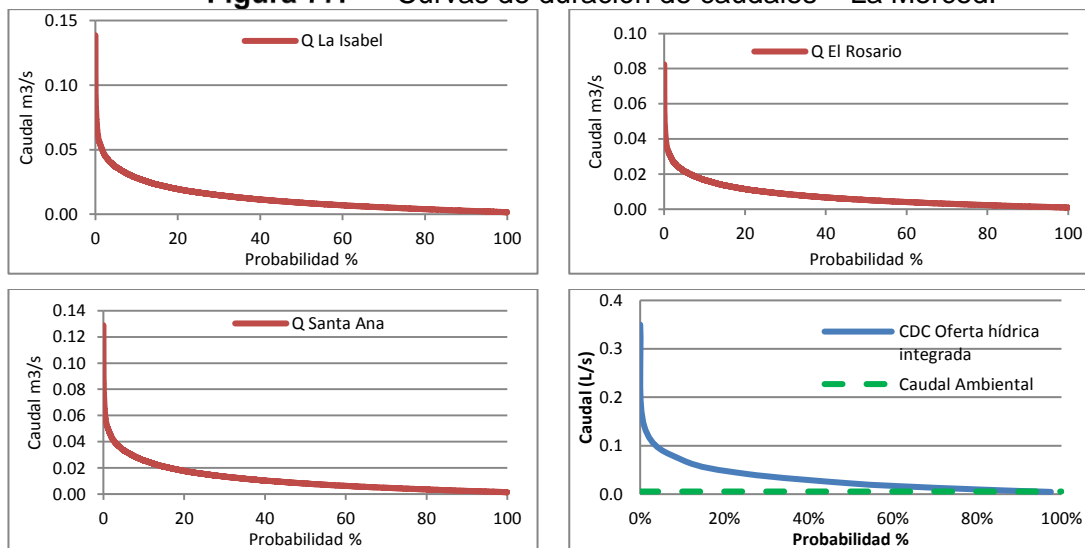 Curvas de duración de caudales – La Merced.
Q La Isabel
Caudal m3/s
0.15
0.10
0.05
0.00
0 20 40 60 80 100
Probabilidad %
Q El Rosario
Caudal m3/s
0.10
0.08
0.06
0.04
0.02
0.00
0 20 40 60 80 100
Probabilidad %
Q Santa Ana
Caudal m3/s
0.14
0.12
0.10
0.08
0.06
0.04
0.02
0.00
0 20 40 60 80 100
Probabilidad %
CDC Oferta hídrica
integrada
Caudal Ambiental
Caudal (L/s)
0.4
0.3
0.2
0.1
0.0
0% 20% 40% 60% 80% 100%
Probabilidad %